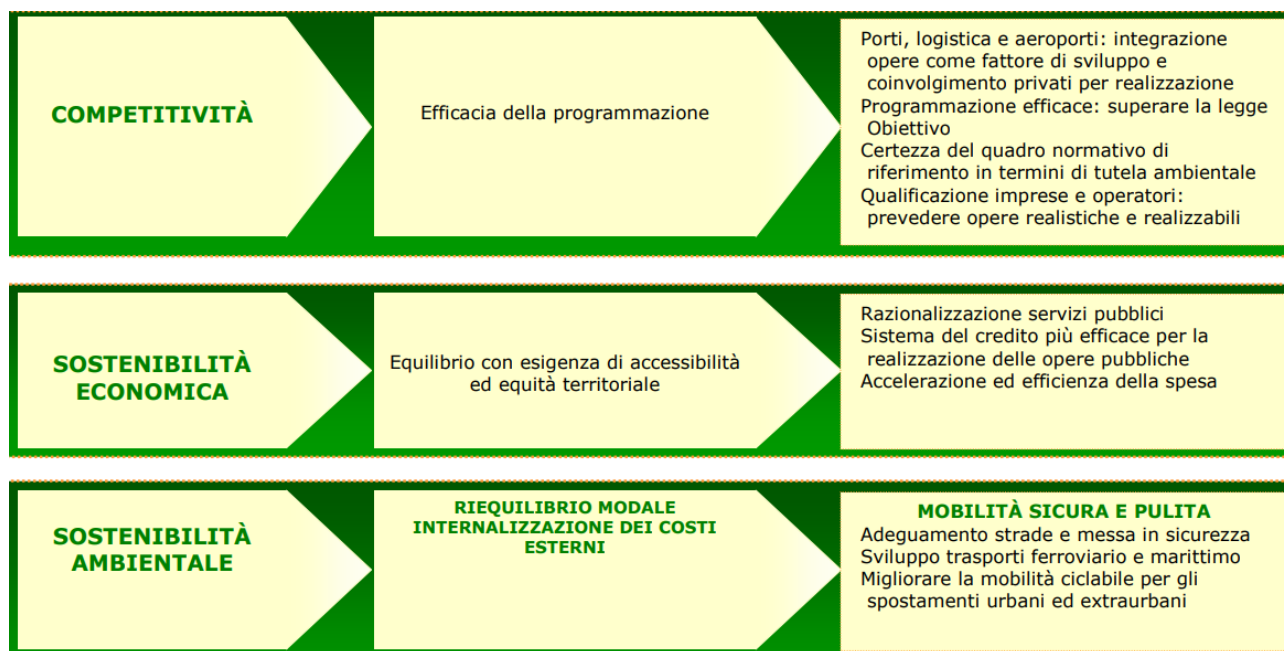 COMPETITIVITÀ
Efficacia della programmazione
Porti, logistica e aeroporti: integrazione
opere come fattore di sviluppo e
coinvolgimento privati per realizzazione
Programmazione efficace: superare la legge
Obiettivo
Certezza del quadro normativo di
riferimento in termini di tutela ambientale
Qualificazione imprese e operatori:
prevedere opere realistiche e realizzabili
SOSTENIBILITÀ
ECONOMICA
Equilibrio con esigenza di accessibilità
ed equità territoriale
Razionalizzazione servizi pubblici
Sistema del credito più efficace per la
realizzazione delle opere pubbliche
Accelerazione ed efficienza della spesa
SOSTENIBILITÀ
AMBIENTALE
RIEQUILIBRIO MODALE
INTERNALIZZAZIONE DEI COSTI
ESTERNI
MOBILITÀ SICURA E PULITA
Adeguamento strade e messa in sicurezza
Sviluppo trasporti ferroviario e marittimo
Migliorare la mobilità ciclabile per gli
spostamenti urbani ed extraurbani